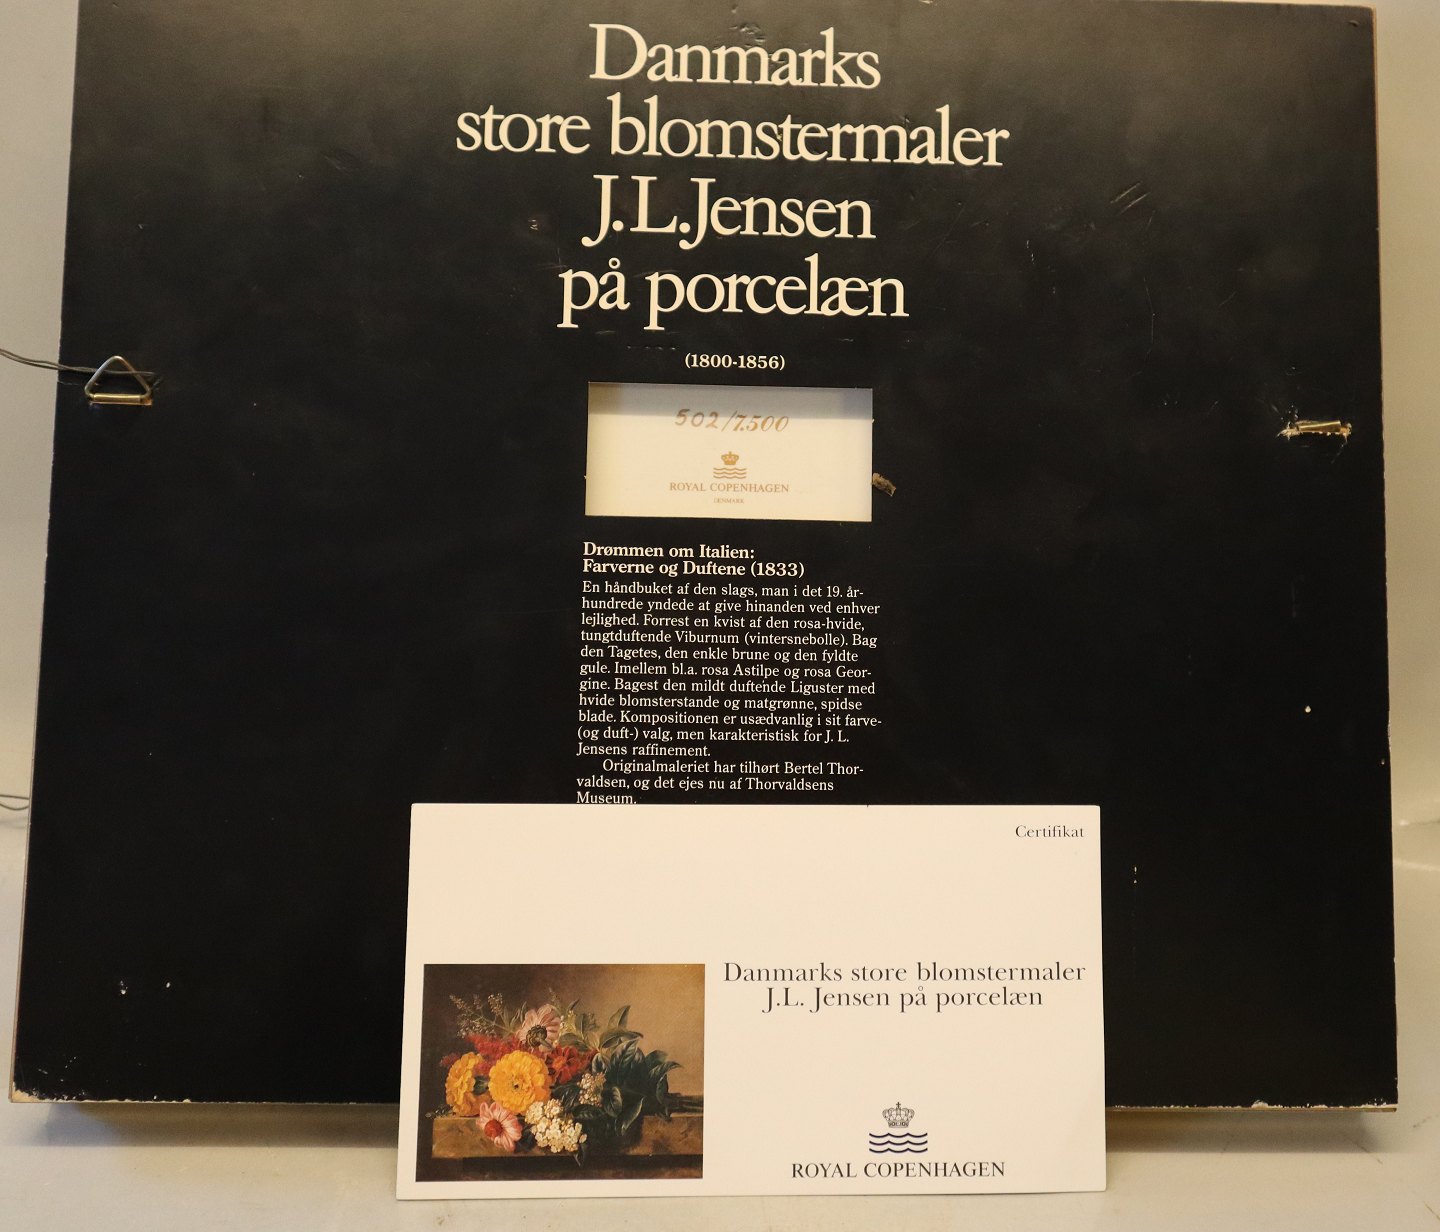 Danmarks
store blomstermaler
J.L.Jensen
på porcelæn
(1800-1856)
502/7.500
ROYAL COPENHAGEN
DENMARK
Drømmen om Italien:
Farverne og Duftene (1833)
En håndbuket af den slags, man i det 19. år-
hundrede yndede at give hinanden ved enhver
lejlighed. Forrest en kvist af den rosa-hvide,
tungtduftende Viburnum (vintersnebolle). Bag
den Tagetes, den enkle brune og den fyldte
gule. Imellem bl.a. rosa Astilpe og rosa Geor-
gine. Bagest den mildt duftende Liguster med
hvide blomsterstande og matgrønne, spidse
blade. Kompositionen er usædvanlig i sit farve-
(og duft-) valg, men karakteristisk for J. L.
Jensens raffinement.
Originalmaleriet har tilhørt Bertel Thor-
valdsen, og det ejes nu af Thorvaldsens
Museum.
Certifikat
Danmarks store blomstermaler
J.L. Jensen på porcelæn
ROYAL COPENHAGEN